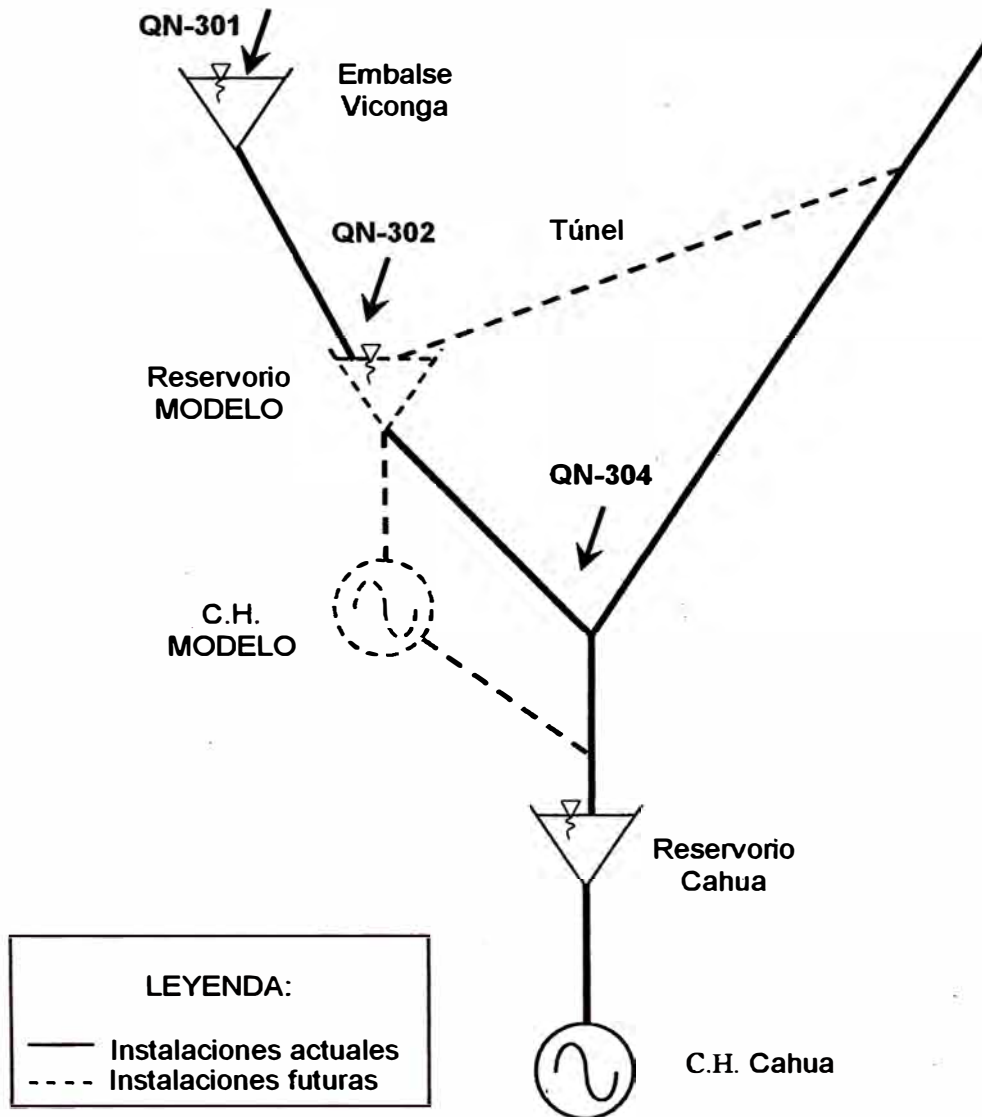 QN-301
Embalse
Viconga
QN-302
Túnel
Reservorio
MODELO
QN-304
C.H.
MODELO
Reservorio
Cahua
LEYENDA:
Instalaciones actuales
Instalaciones futuras
C.H. Cahua